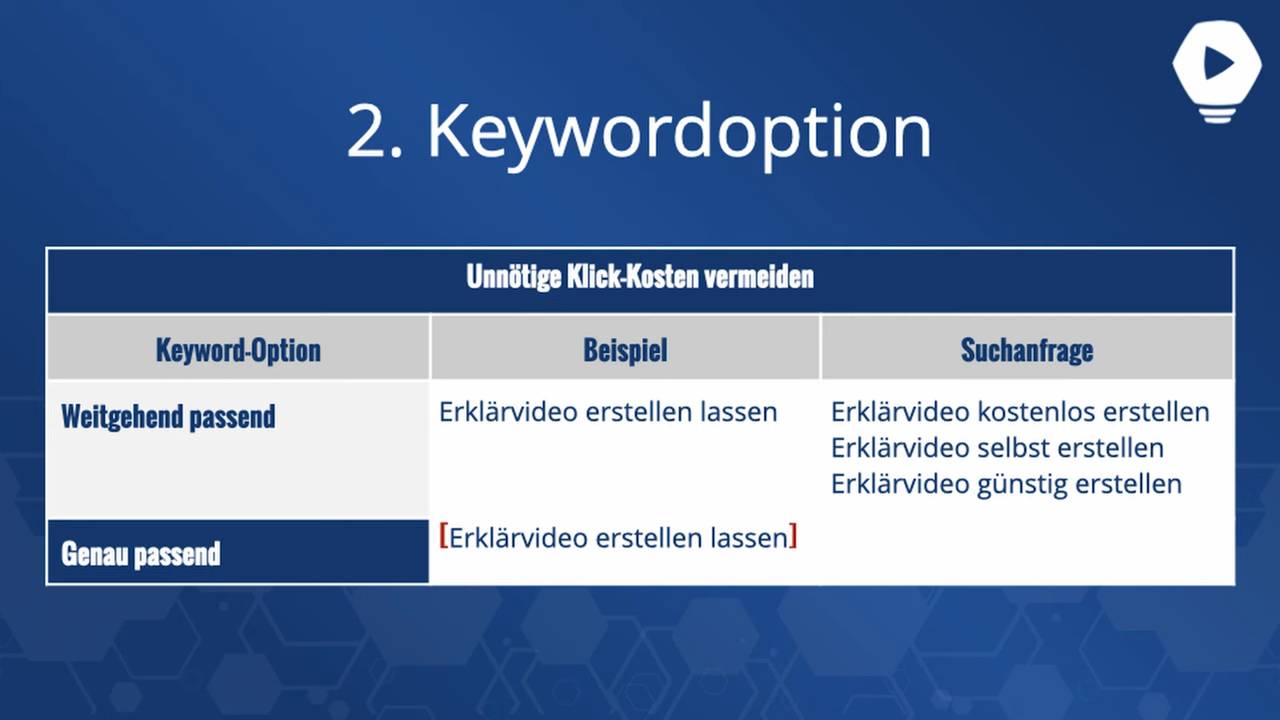 2. Keywordoption
Unnötige Klick-Kosten vermeiden
Keyword-Option
Beispiel
Suchanfrage
Weitgehend passend
Erklärvideo erstellen lassen
Erklärvideo kostenlos erstellen
Erklärvideo selbst erstellen
Erklärvideo günstig erstellen
Genau passend
[Erklärvideo erstellen lassen]